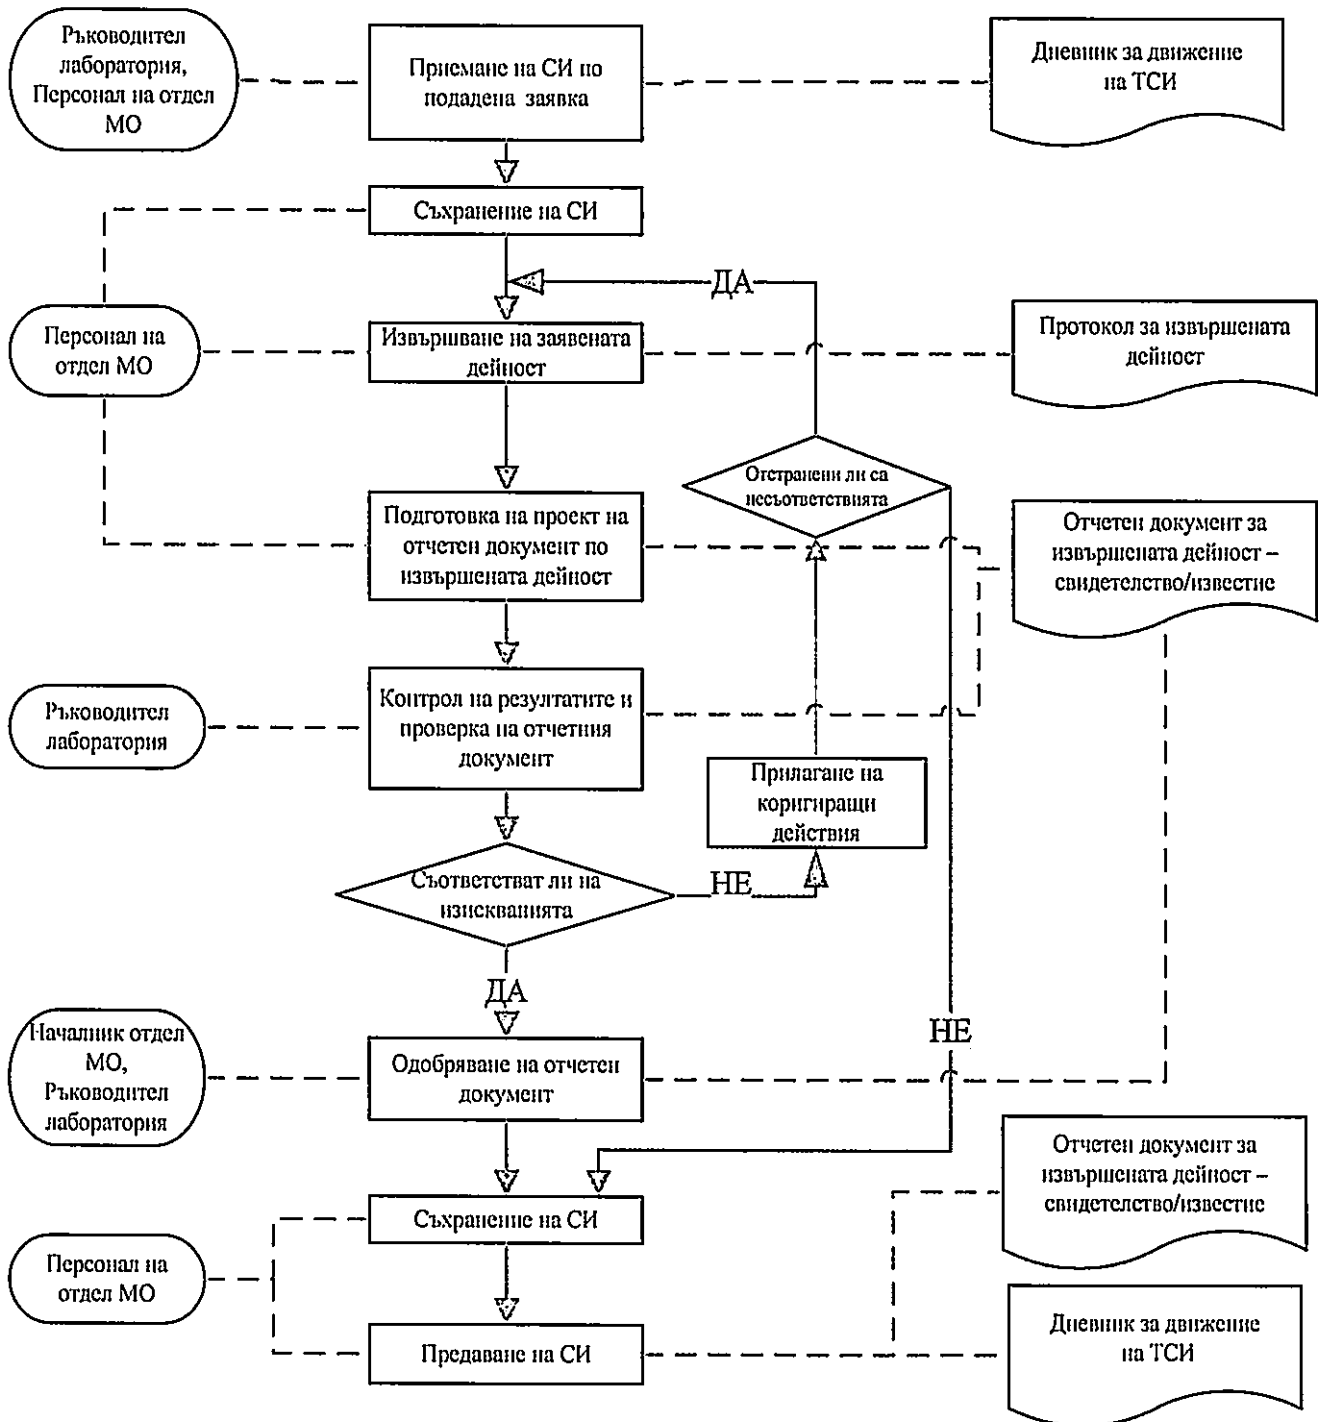 Ръководител
лаборатория,
Персонал на отдел
МО
Приемане на СИ по
подадена заявка
Дневник за движение
на ТСИ
Съхранение на СИ
ДА
Персонал на
отдел МО
Извършване на заявената
дейност
Протокол за извършената
дейност
Отстранени ли са
несъответствията
Подготовка на проект на
отчетен документ по
извършената дейност
Отчетен документ за
извършената дейност –
свидетелство/известие
Ръководител
лаборатория
Контрол на резултатите и
проверка на отчетния
документ
Прилагане на
коригиращи
действия
Съответстват ли на
изискванията
НЕ
ДА
НЕ
Началник отдел
МО,
Ръководител
лаборатория
Одобряване на отчетен
документ
Отчетен документ за
извършената дейност –
свидетелство/известие
Съхранение на СИ
Персонал на
отдел МО
Предаване на СИ
Дневник за движение
на ТСИ